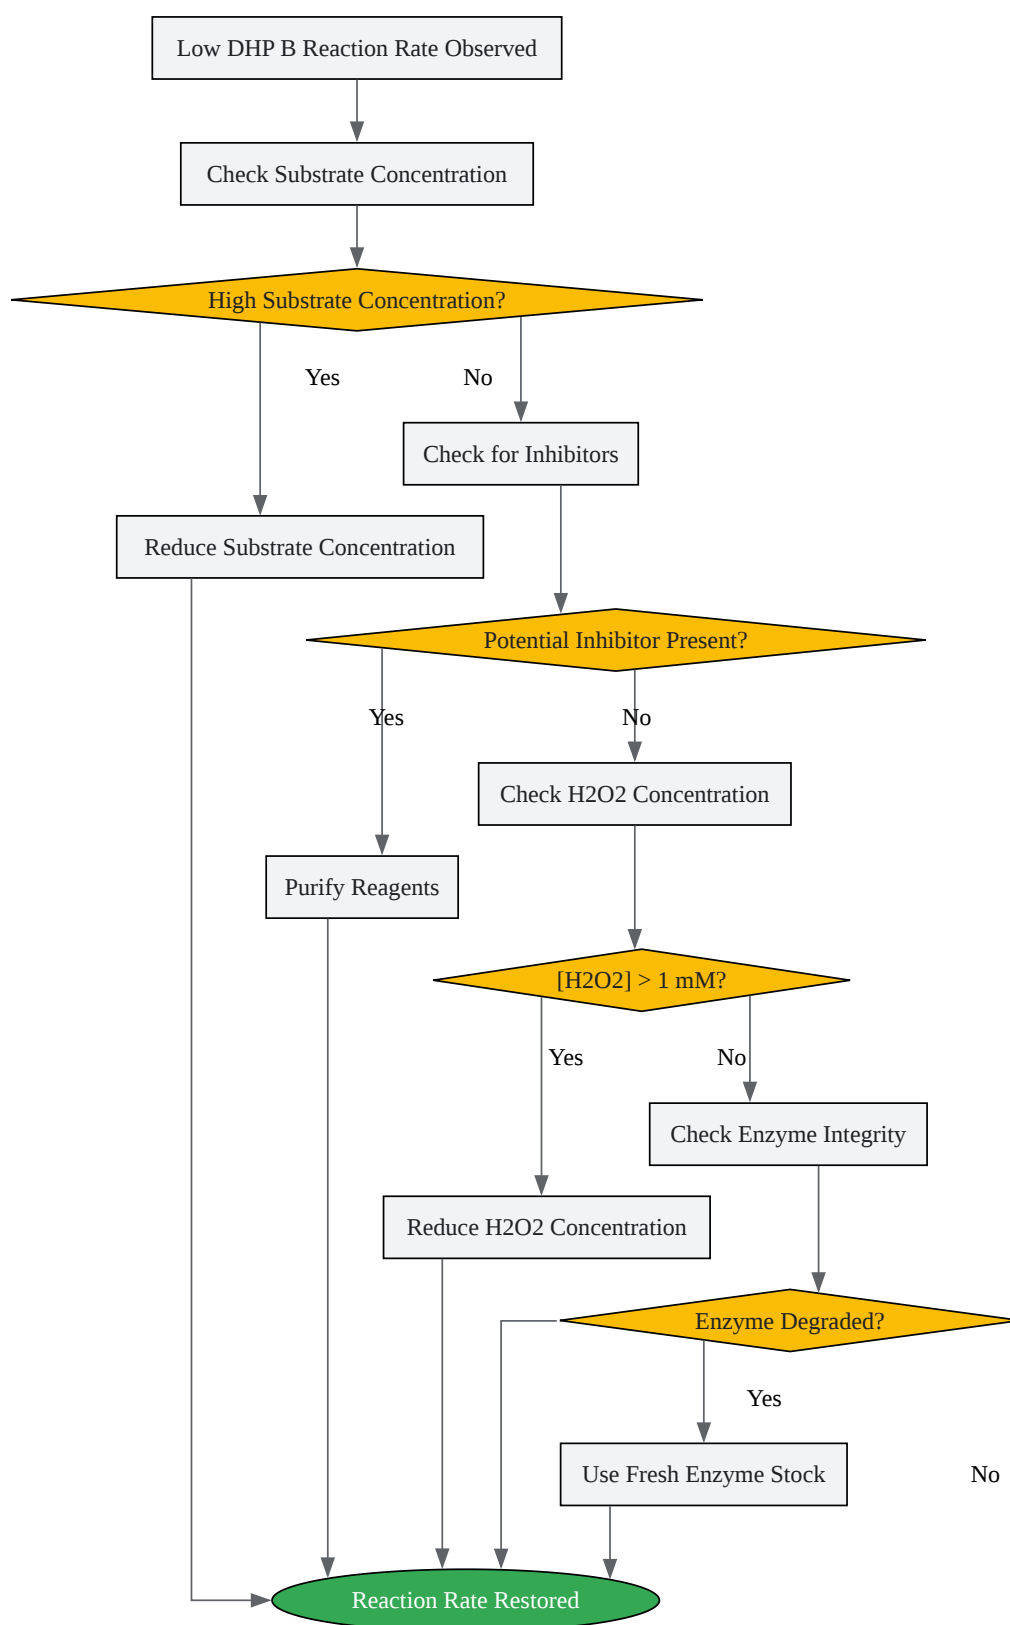 Low DHP B Reaction Rate Observed
Check Substrate Concentration
High Substrate Concentration?
Yes
No
Check for Inhibitors
Reduce Substrate Concentration
Potential Inhibitor Present?
Yes
No
Check H2O2 Concentration
Purify Reagents
[H2O2] > 1 mM?
Yes
No
Check Enzyme Integrity
Reduce H2O2 Concentration
Enzyme Degraded?
Yes
Use Fresh Enzyme Stock
No
Reaction Rate Restored